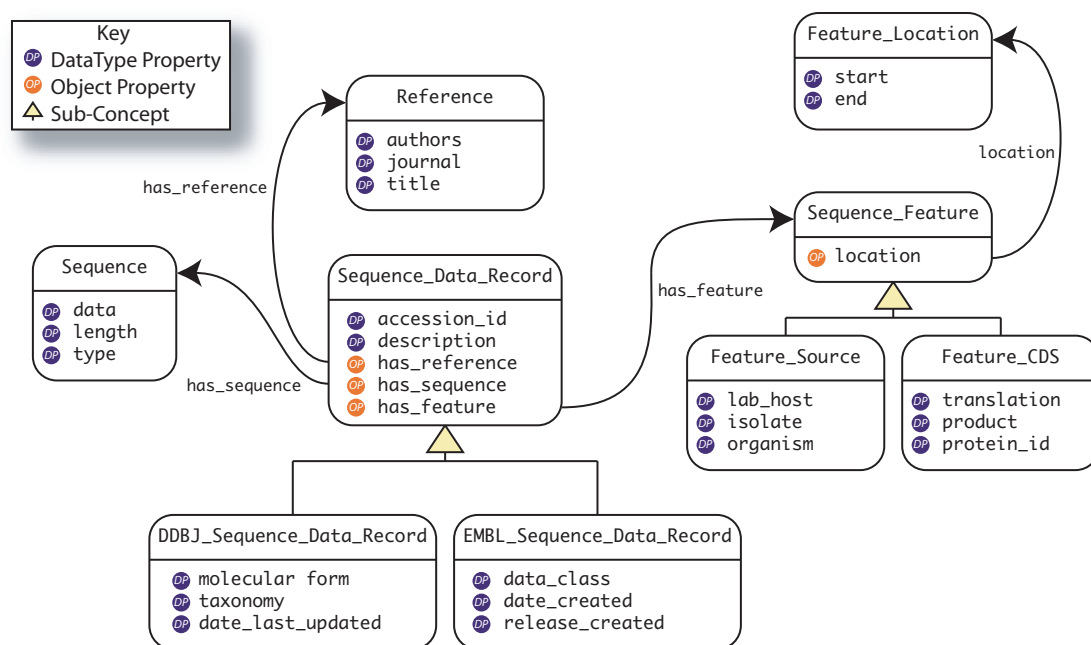 Key
DP DataType Property
OP Object Property
Sub-Concept
Reference
DP authors
DP journal
DP title
Feature_Location
DP start
DP end
location
has_reference
Sequence
DP data
DP length
DP type
has_sequence
Sequence_Data_Record
DP accession_id
DP description
OP has_reference
OP has_sequence
OP has_feature
has_feature
Sequence_Feature
OP location
Feature_Source
DP lab_host
DP isolate
DP organism
Feature_CDS
DP translation
DP product
DP protein_id
DDBJ_Sequence_Data_Record
DP molecular form
DP taxonomy
DP date_last_updated
EMBL_Sequence_Data_Record
DP data_class
DP date_created
DP release_created